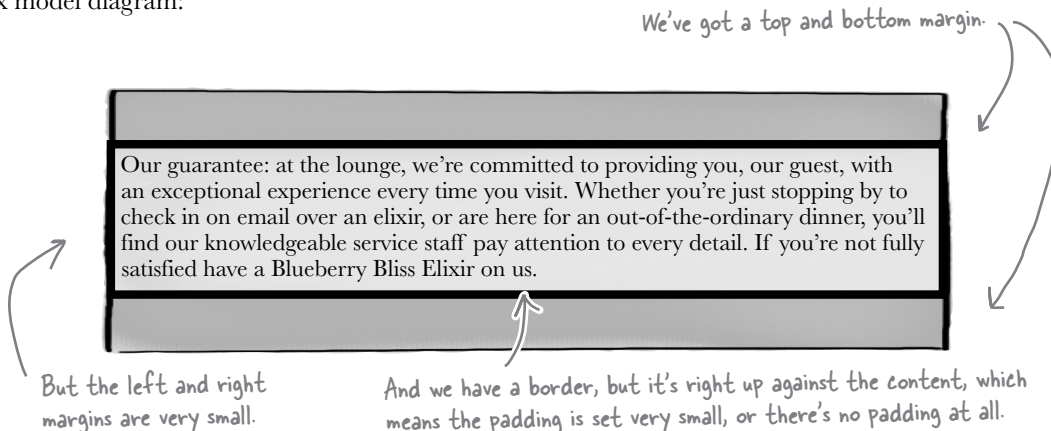 x model diagram:
We've got a top and bottom margin.
Our guarantee: at the lounge, we're committed to providing you, our guest, with
an exceptional experience every time you visit. Whether you're just stopping by to
check in on email over an elixir, or are here for an out-of-the-ordinary dinner, you'll
find our knowledgeable service staff pay attention to every detail. If you're not fully
satisfied have a Blueberry Bliss Elixir on us.
But the left and right
margins are very small.
And we have a border, but it's right up against the content, which
means the padding is set very small, or there's no padding at all.